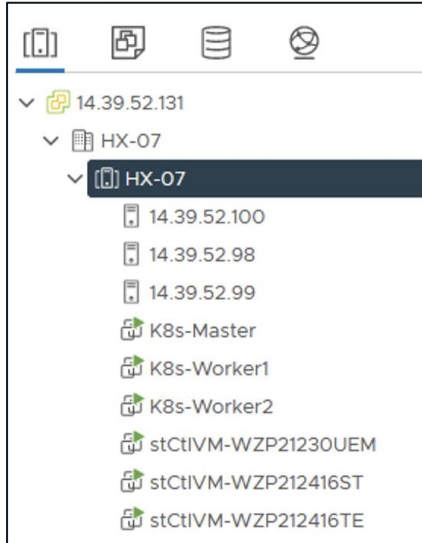 14.39.52.131
HX-07
HX-07
14.39.52.100
14.39.52.98
14.39.52.99
K8s-Master
K8s-Worker1
K8s-Worker2
stCtlVM-WZP21230UEM
stCtlVM-WZP212416ST
stCtlVM-WZP212416TE